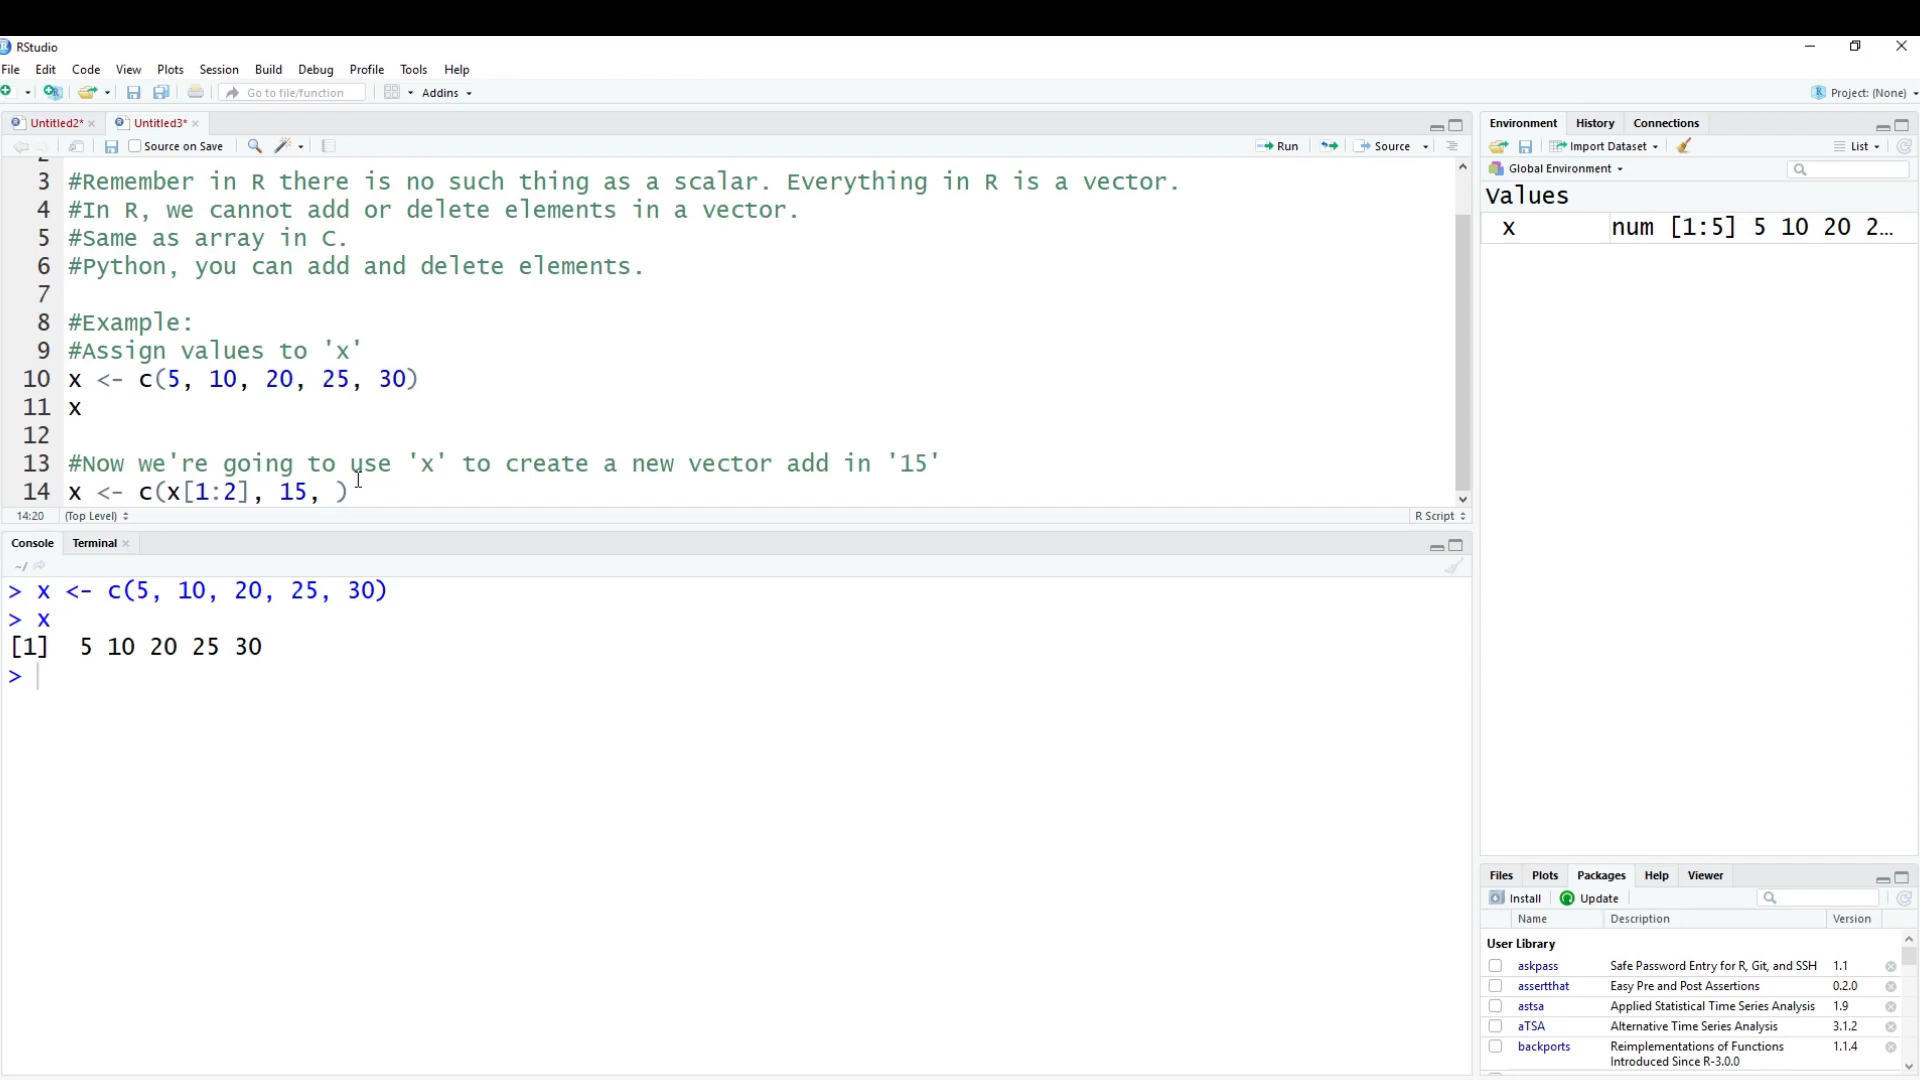 RStudio
File Edit Code View Plots Session Build Debug Profile Tools Help
Go to file/function Addins Project: (None)
Untitled2* Untitled3*
Source on Save Run Source
3 #Remember in R there is no such thing as a scalar. Everything in R is a vector.
4 #In R, we cannot add or delete elements in a vector.
5 #Same as array in C.
6 #Python, you can add and delete elements.
7
8 #Example:
9 #Assign values to 'x'
10 x <- c(5, 10, 20, 25, 30)
11 x
12
13 #Now we're going to use 'x' to create a new vector add in '15'
14 x <- c(x[1:2], 15, )
14:20 (Top Level) R Script
Console Terminal
~/
> x <- c(5, 10, 20, 25, 30)
> x
[1] 5 10 20 25 30
>
Environment History Connections
Import Dataset List
Global Environment
Values
x num [1:5] 5 10 20 2…
Files Plots Packages Help Viewer
Install Update
Name Description Version
User Library
askpass Safe Password Entry for R, Git, and SSH 1.1
assertthat Easy Pre and Post Assertions 0.2.0
astsa Applied Statistical Time Series Analysis 1.9
aTSA Alternative Time Series Analysis 3.1.2
backports Reimplementations of Functions 1.1.4
Introduced Since R-3.0.0